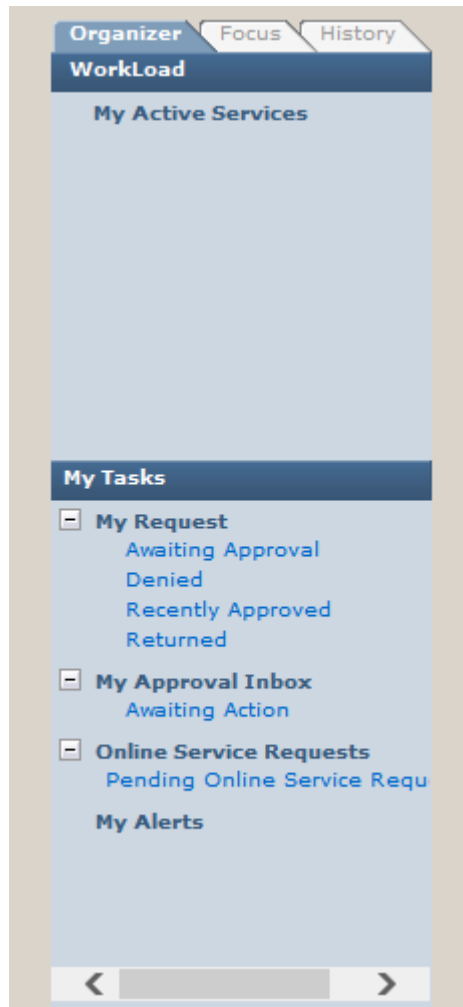 Organizer Focus History
WorkLoad
My Active Services
My Tasks
My Request
Awaiting Approval
Denied
Recently Approved
Returned
My Approval Inbox
Awaiting Action
Online Service Requests
Pending Online Service Requ
My Alerts